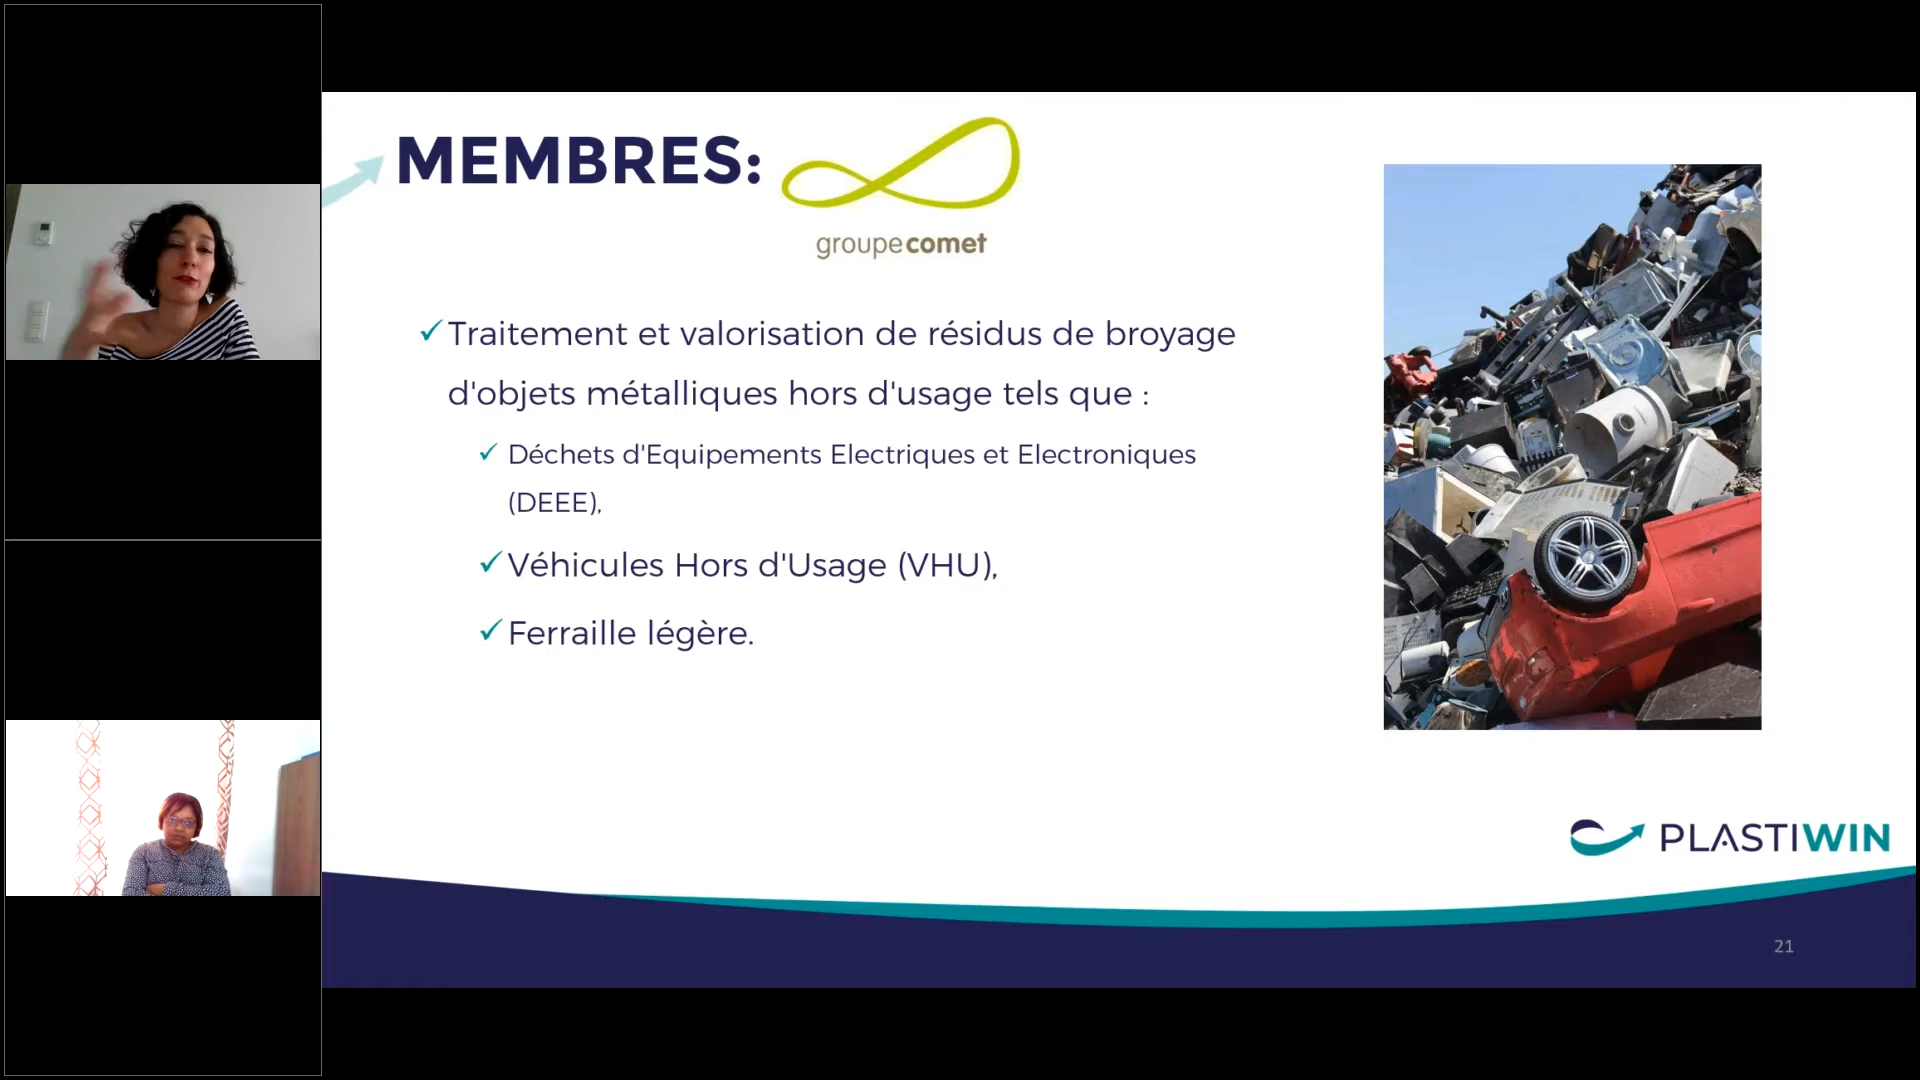 MEMBRES:
groupecomet
✓Traitement et valorisation de résidus de broyage
d'objets métalliques hors d'usage tels que :
✓ Déchets d'Equipements Electriques et Electroniques
(DEEE),
✓Véhicules Hors d'Usage (VHU),
✓Ferraille légère.
PLASTIWIN
21